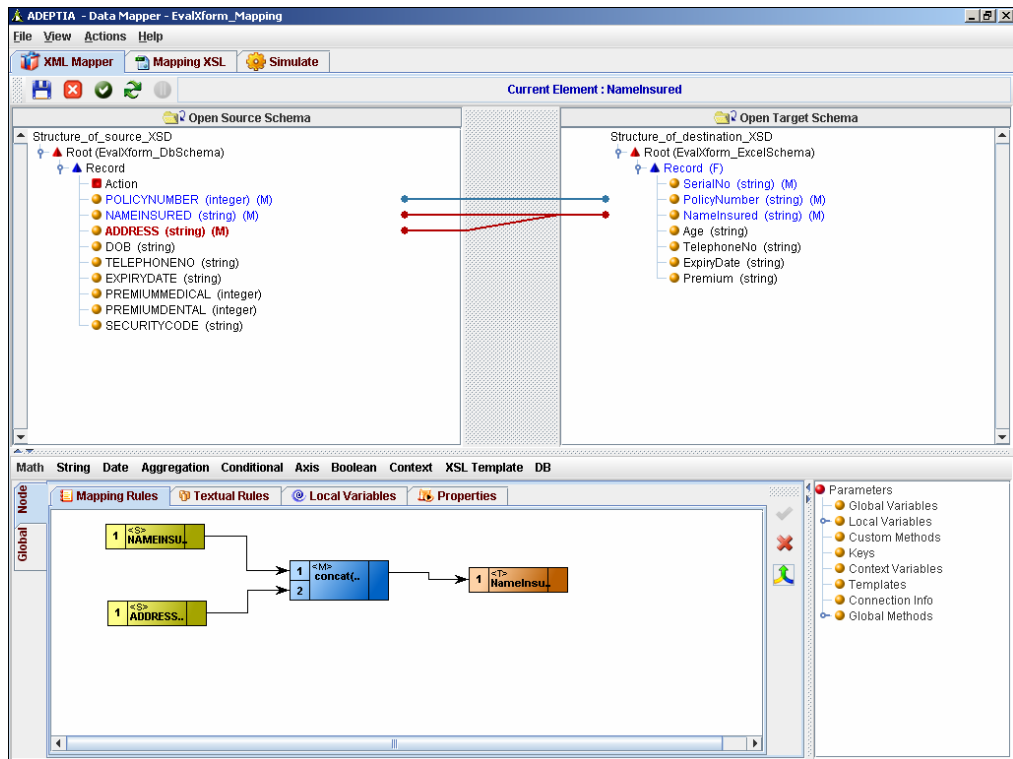 ADEPTIA - Data Mapper - EvalXform_Mapping
File View Actions Help
XML Mapper Mapping XSL Simulate
Current Element : NameInsured
Open Source Schema
Structure_of_source_XSD
Root (EvalXform_DbSchema)
Record
Action
POLICYNUMBER (integer) (M)
NAMEINSURED (string) (M)
ADDRESS (string) (M)
DOB (string)
TELEPHONENO (string)
EXPIRYDATE (string)
PREMIUMMEDICAL (integer)
PREMIUMDENTAL (integer)
SECURITYCODE (string)
Open Target Schema
Structure_of_destination_XSD
Root (EvalXform_ExcelSchema)
Record (F)
SerialNo (string) (M)
PolicyNumber (string) (M)
NameInsured (string) (M)
Age (string)
TelephoneNo (string)
ExpiryDate (string)
Premium (string)
Math String Date Aggregation Conditional Axis Boolean Context XSL Template DB
Node
Global
Mapping Rules Textual Rules Local Variables Properties
1 <S> NAMEINSU..
1 <S> ADDRESS..
1 <M> concat(..
2
1 <T> NameInsu..
Parameters
Global Variables
Local Variables
Custom Methods
Keys
Context Variables
Templates
Connection Info
Global Methods